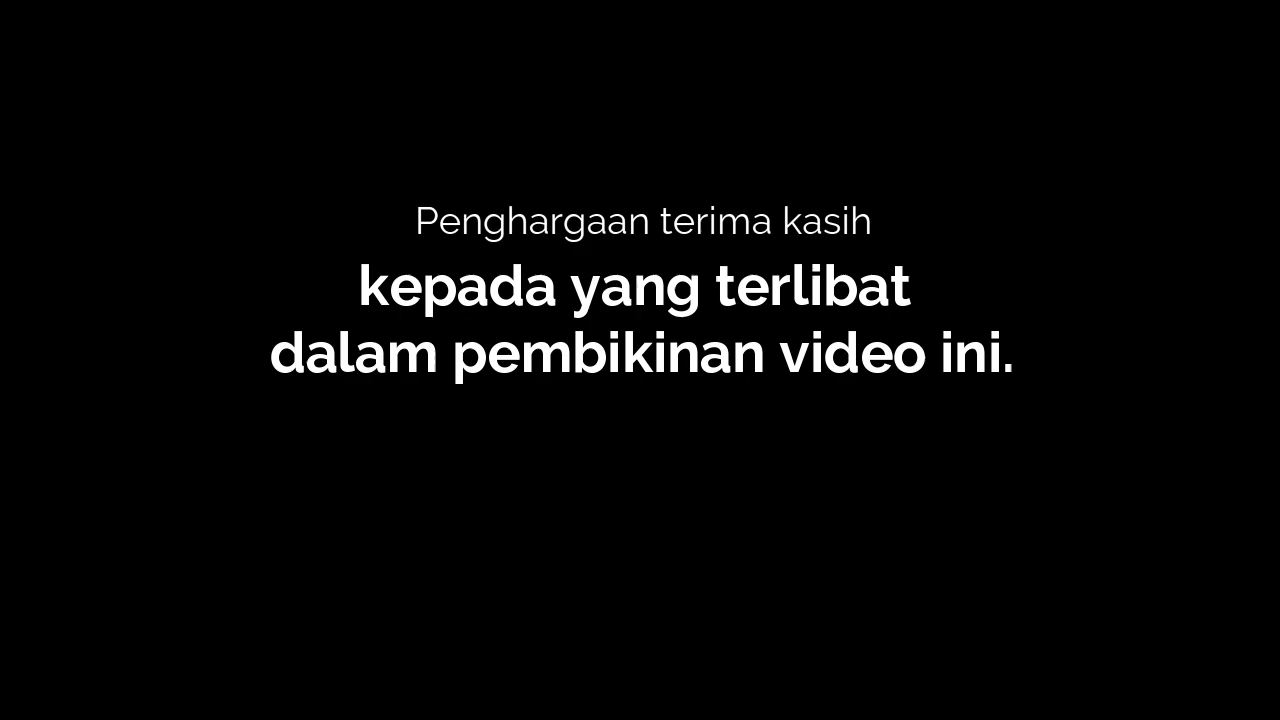 Penghargaan terima kasih
kepada yang terlibat
dalam pembikinan video ini.